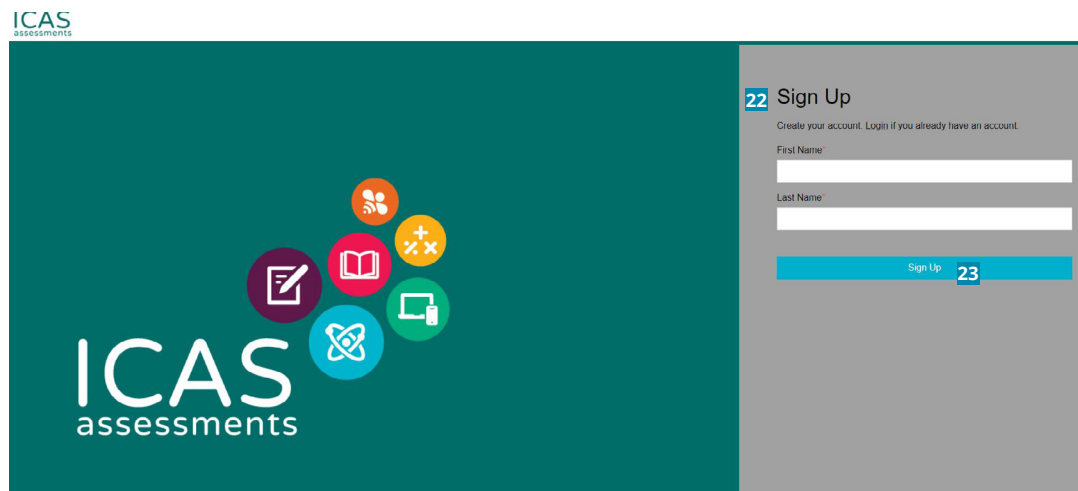 ICAS
assessments
22 Sign Up
Create your account. Login if you already have an account.
First Name*
Last Name*
Sign Up 23
ICAS
assessments